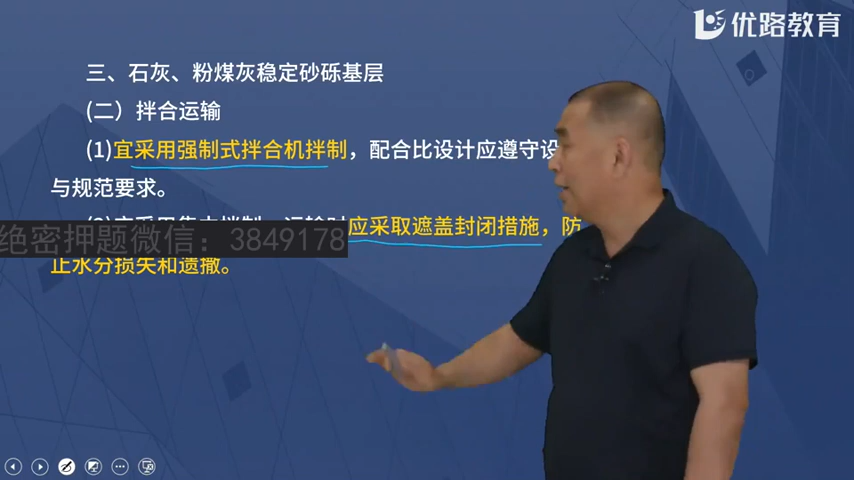 优路教育
三、石灰、粉煤灰稳定砂砾基层
(二）拌合运输
(1)宜采用强制式拌合机拌制，配合比设计应遵守设
与规范要求。
应采取遮盖封闭措施，防
绝密押题微信：3849178
止水分损失和遗撒。